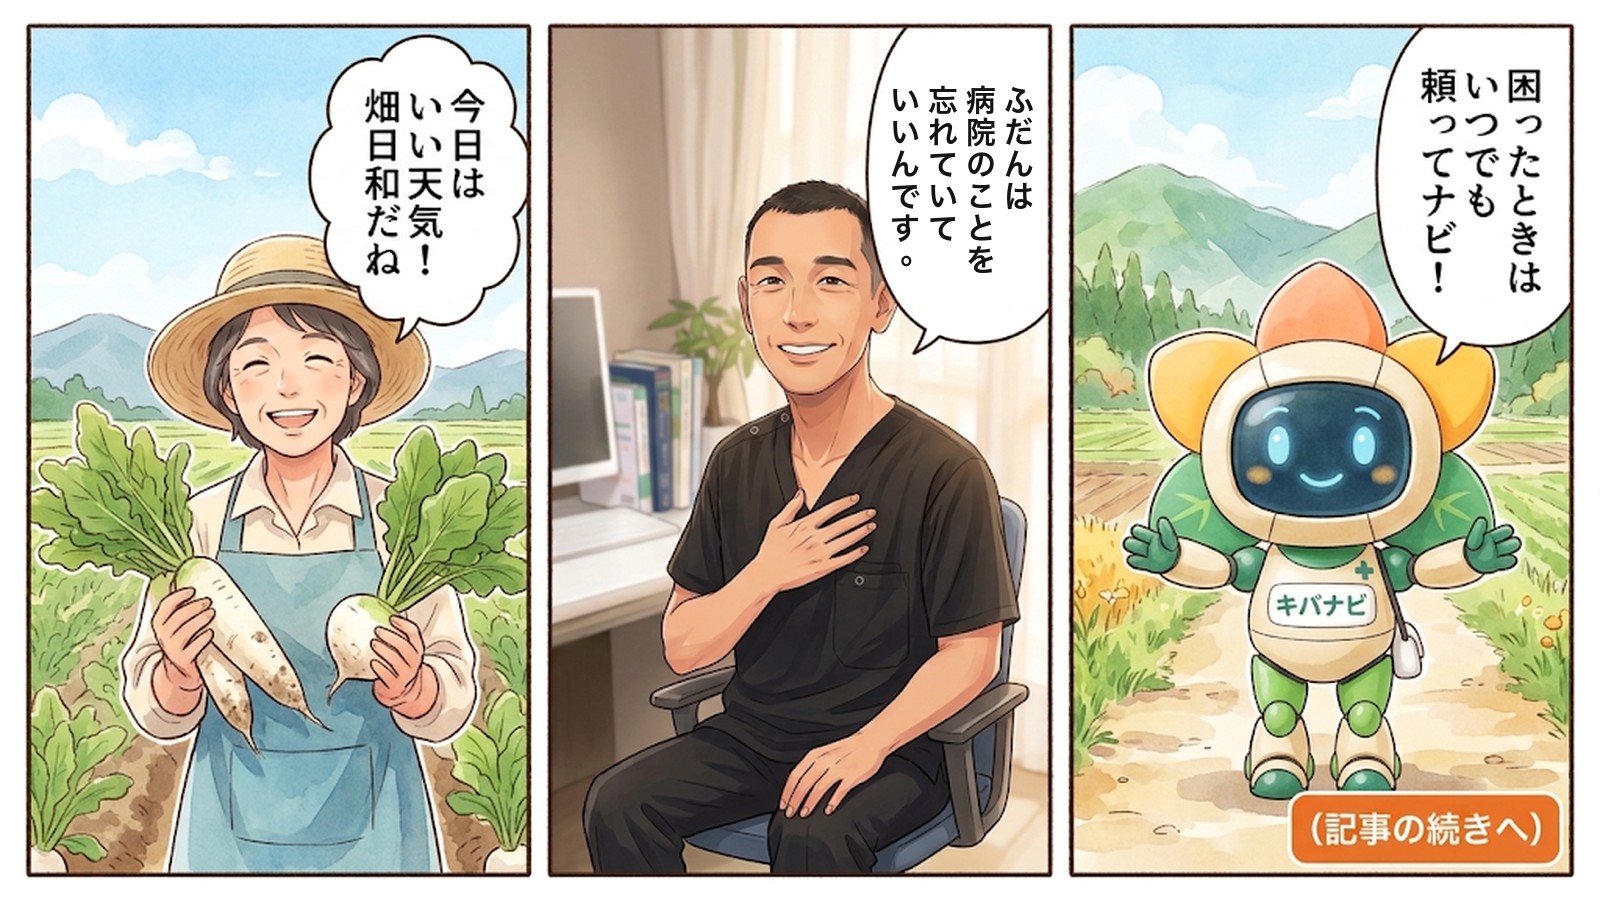 今日は
いい天気！
畑日和だね
ふだんは
病院のことを
忘れていて
いいんです。
困ったときは
いつでも
頼ってナビ！
キバナビ
（記事の続きへ）